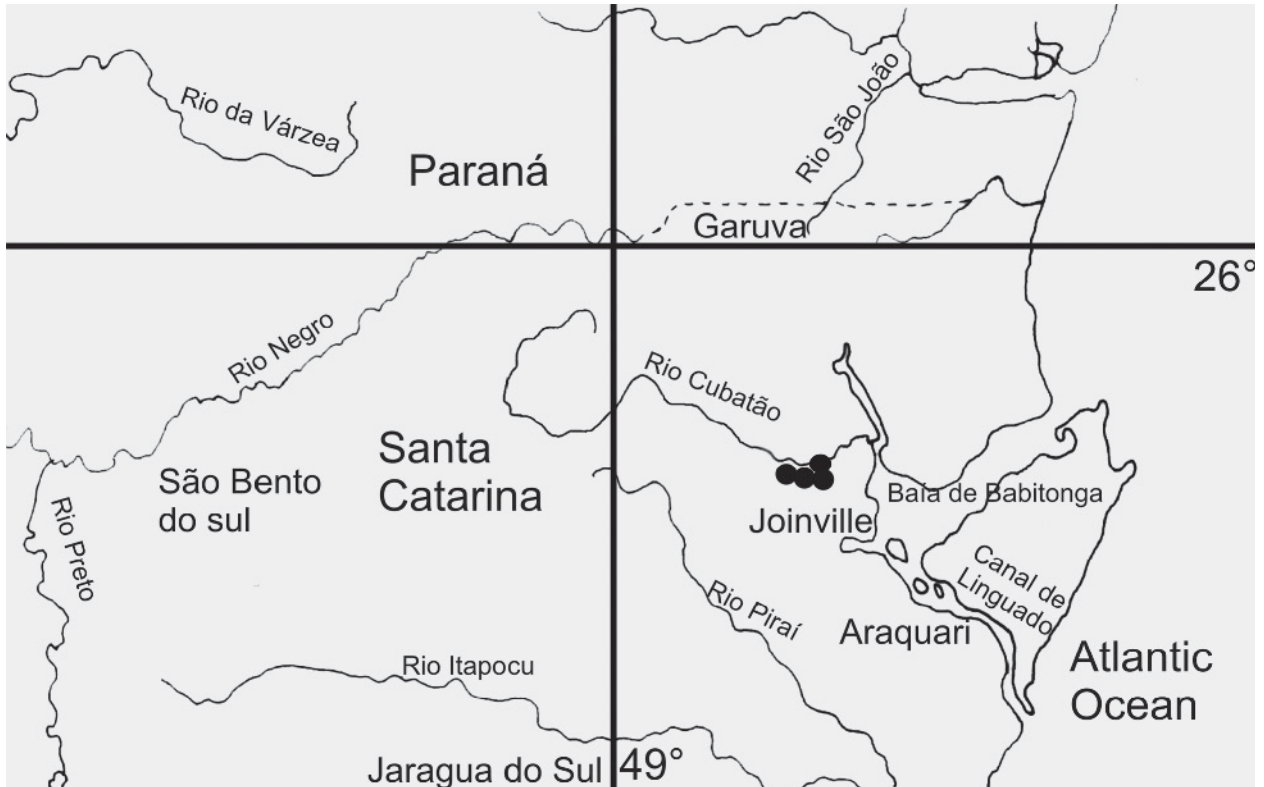 Rio da Várzea
Paraná
Rio São João
Garuva
26°
Rio Negro
Rio Cubatão
Santa
Catarina
São Bento
do sul
Rio Preto
Baía de Babitonga
Joinville
Canal de
Linguado
Rio Piraí
Araquari
Atlantic
Ocean
Rio Itapocu
Jaragua do Sul
49°